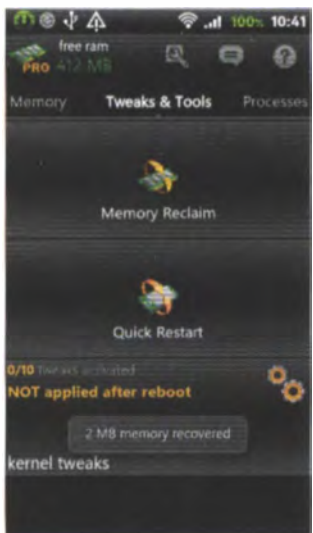 100% 10:41
free ram
PRO 412 MB
Memory Tweaks & Tools Processes
Memory Reclaim
Quick Restart
0/10 Tweaks activated
NOT applied after reboot
2 MB memory recovered
kernel tweaks